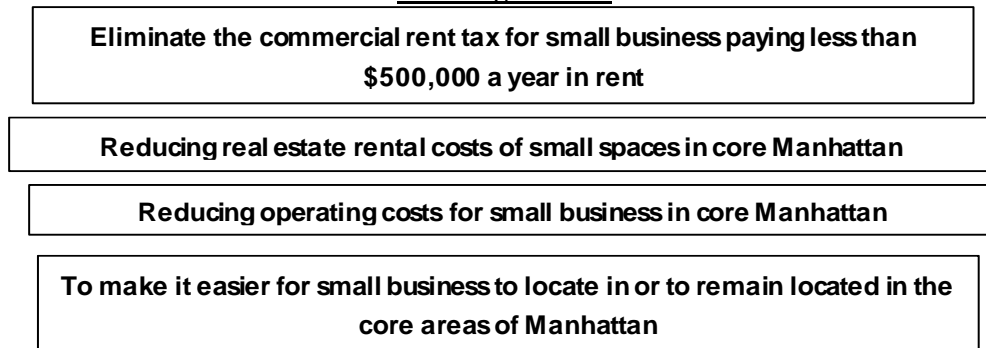 Eliminate the commercial rent tax for small business paying less than
$500,000 a year in rent
Reducing real estate rental costs of small spaces in core Manhattan
Reducing operating costs for small business in core Manhattan
To make it easier for small business to locate in or to remain located in the
core areas of Manhattan